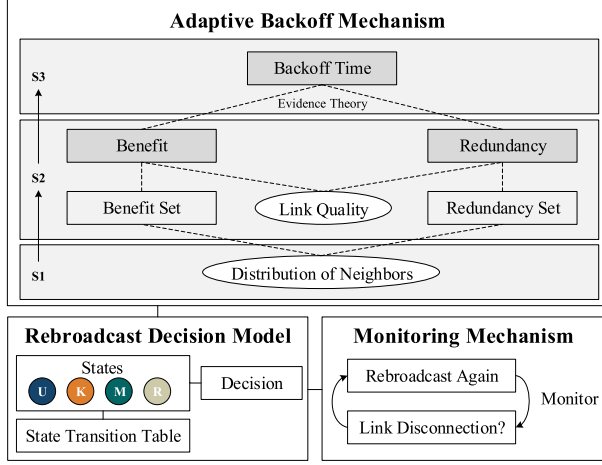 Adaptive Backoff Mechanism
S3
Backoff Time
Evidence Theory
S2
Benefit
Redundancy
Benefit Set
Link Quality
Redundancy Set
S1
Distribution of Neighbors
Rebroadcast Decision Model
States
U K M R
Decision
State Transition Table
Monitoring Mechanism
Rebroadcast Again
Monitor
Link Disconnection?